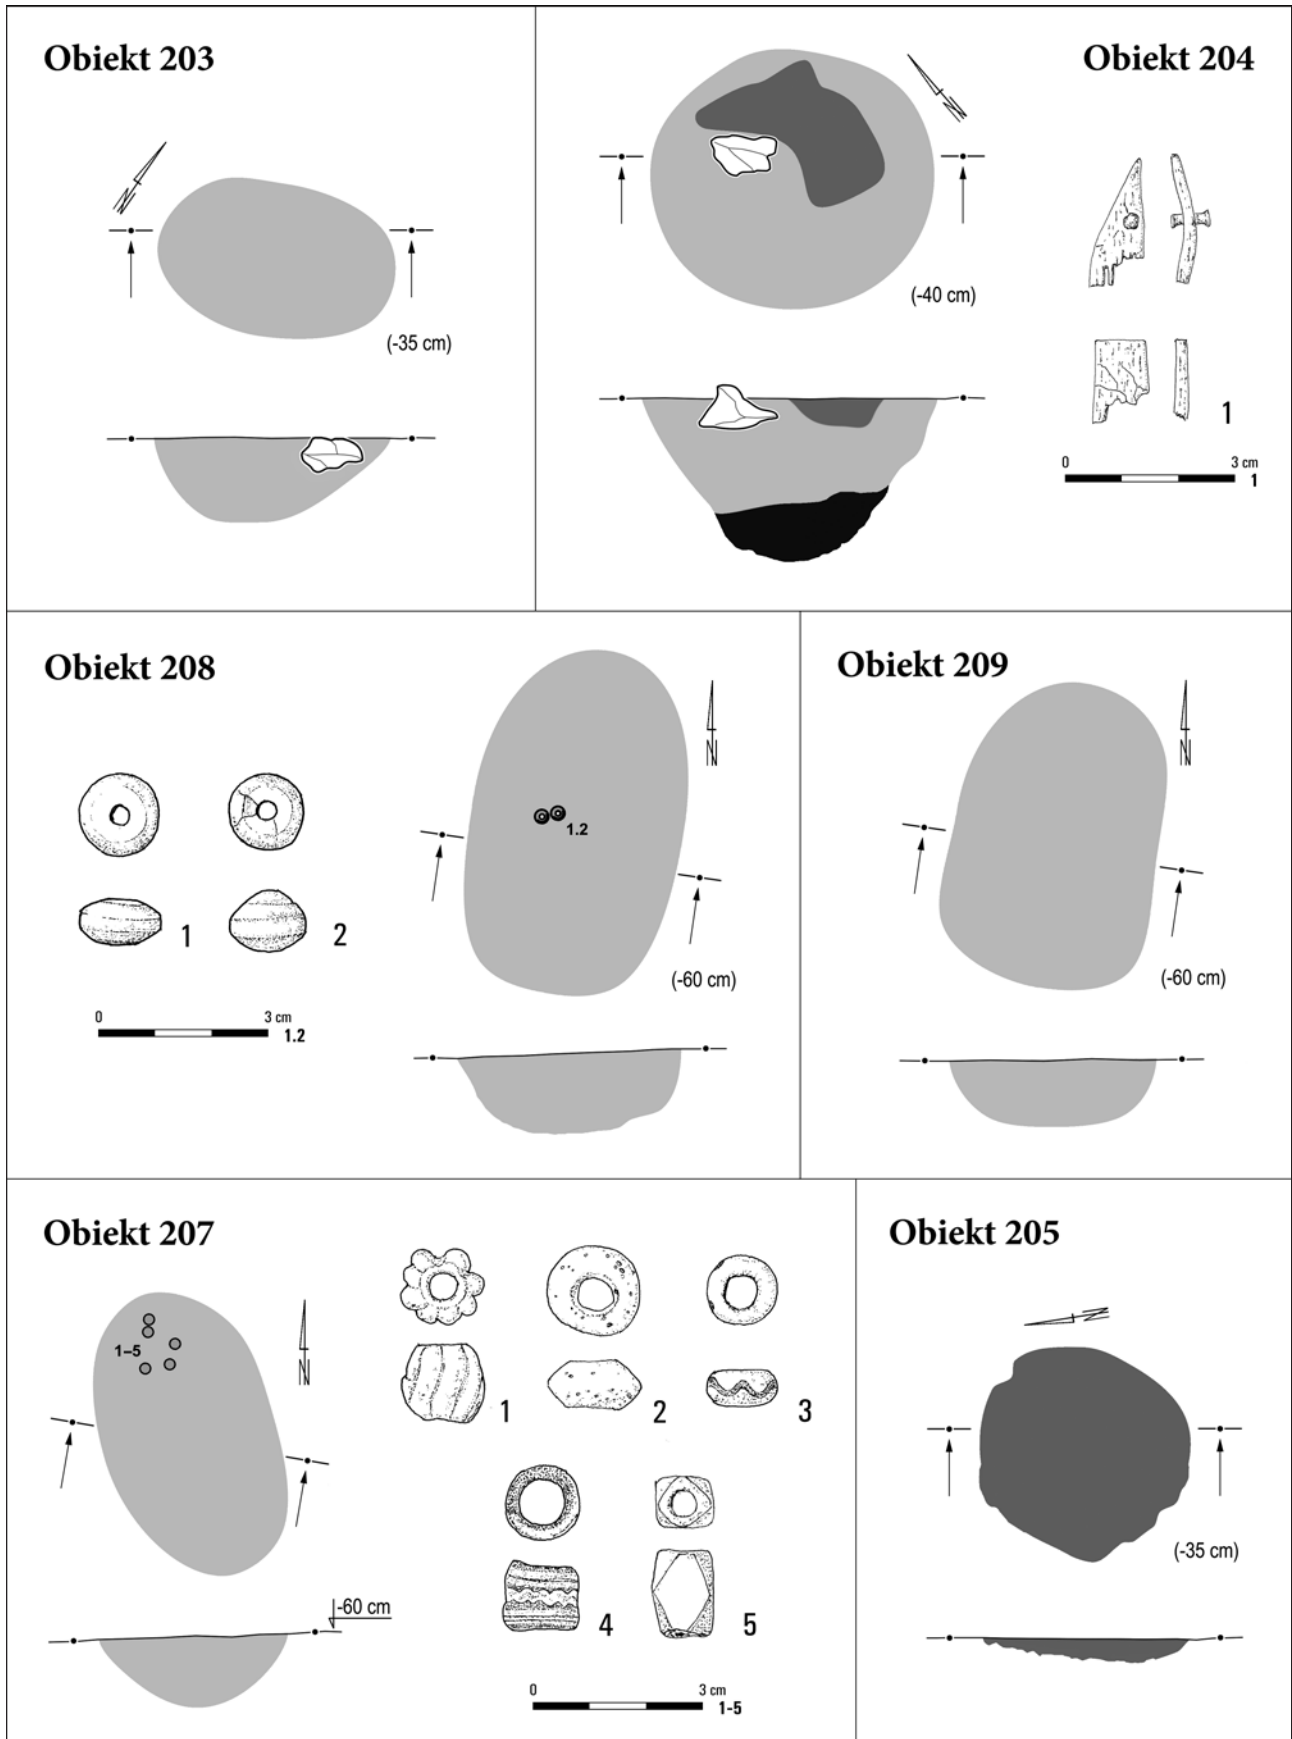 Obiekt 203
N
(-35 cm)
Obiekt 204
N
(-40 cm)
1
0 3 cm
1
Obiekt 208
N
1.2
1 2
(-60 cm)
0 3 cm
1.2
Obiekt 209
N
(-60 cm)
Obiekt 207
1–5
N
1 2 3
4 5
-60 cm
0 3 cm
1-5
Obiekt 205
N
(-35 cm)